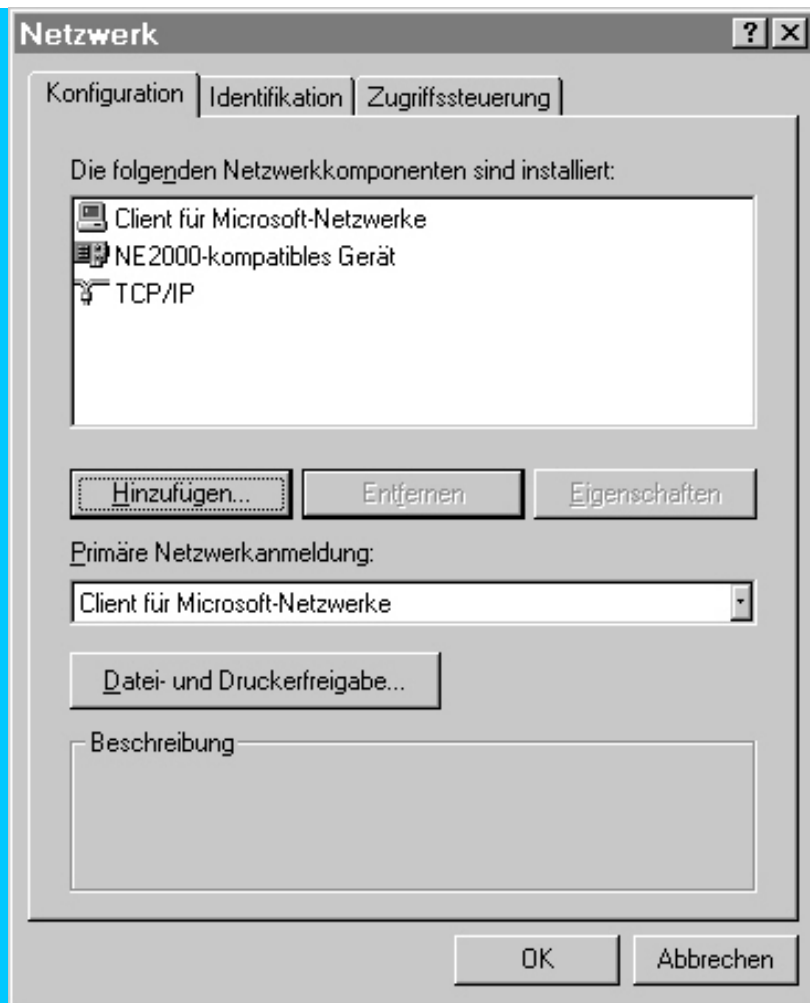 Netzwerk
Konfiguration Identifikation Zugriffssteuerung
Die folgenden Netzwerkkomponenten sind installiert:
Client für Microsoft-Netzwerke
NE2000-kompatibles Gerät
TCP/IP
Hinzufügen... Entfernen Eigenschaften
Primäre Netzwerkanmeldung:
Client für Microsoft-Netzwerke
Datei- und Druckerfreigabe...
Beschreibung
OK Abbrechen